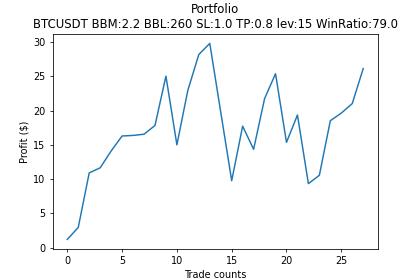 Portfolio
BTCUSDT BBM:2.2 BBL:260 SL:1.0 TP:0.8 lev:15 WinRatio:79.0
30
25
20
15
10
5
0
Profit ($)
0 5 10 15 20 25
Trade counts